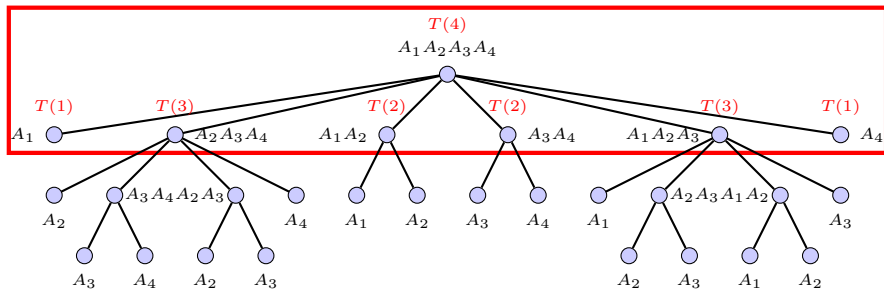 T(4)
A₁A₂A₃A₄
T(1) T(3) T(2) T(2) T(3) T(1)
A₁ A₂A₃A₄ A₁A₂ A₃A₄ A₁A₂A₃ A₄
A₂ A₃A₄ A₂A₃ A₄ A₁ A₂ A₃ A₄ A₁ A₂A₃ A₁A₂ A₃
A₃ A₄ A₂ A₃ A₂ A₃ A₁ A₂